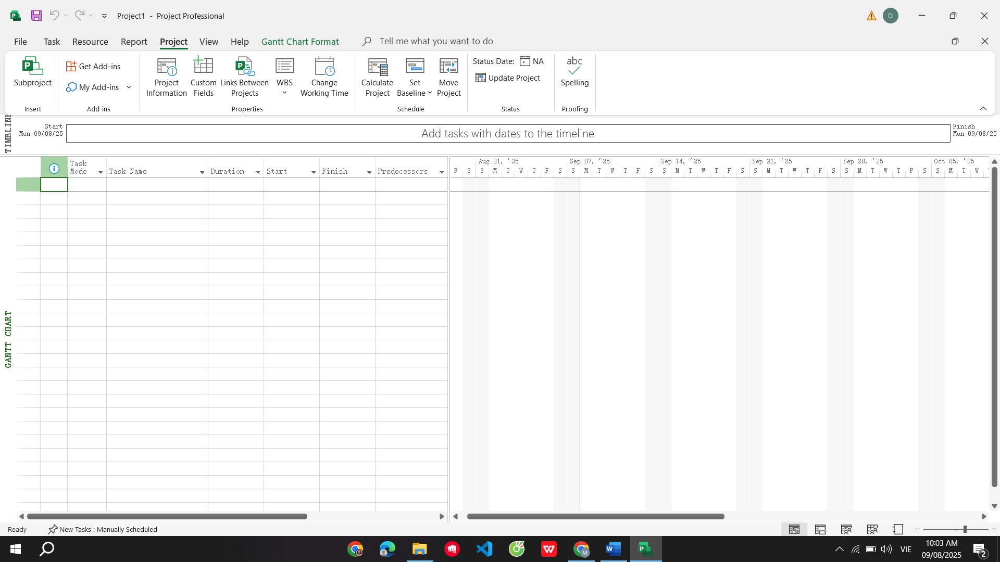 Project1 - Project Professional
D
File Task Resource Report Project View Help Gantt Chart Format Tell me what you want to do
Subproject
Insert
Get Add-ins
My Add-ins
Add-ins
Project Information
Custom Fields
Links Between Projects
WBS
Change Working Time
Properties
Calculate Project
Set Baseline
Move Project
Schedule
Status Date: NA
Update Project
Status
abc
Spelling
Proofing
TIMELINE
Start
Mon 09/08/25
Add tasks with dates to the timeline
Finish
Mon 09/08/25
Task Mode Task Name Duration Start Finish Predecessors
Aug 31, '25 Sep 07, '25 Sep 14, '25 Sep 21, '25 Sep 28, '25 Oct 05, '25
F S S M T W T F S S M T W T F S S M T W T F S S M T W T F S S M T W T F S S M T W
GANTT CHART
Ready New Tasks : Manually Scheduled
VIE
10:03 AM
09/08/2025
2